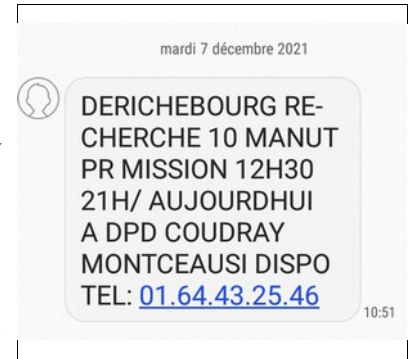 mardi 7 décembre 2021
DERICHEBOURG RE-
CHERCHE 10 MANUT
PR MISSION 12H30
21H/ AUJOURDHUI
A DPD COUDRAY
MONTCEAUSI DISPO
TEL: 01.64.43.25.46
10:51